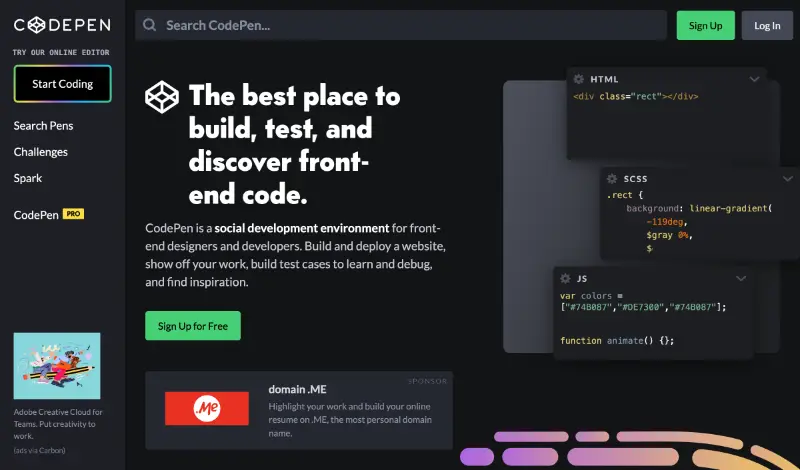 CODEPEN
TRY OUR ONLINE EDITOR
Start Coding
Search Pens
Challenges
Spark
CodePen PRO
Adobe Creative Cloud for
Teams. Put creativity to
work.
(ads via Carbon)
Search CodePen...
Sign Up
Log In
The best place to
build, test, and
discover front-
end code.
CodePen is a social development environment for front-
end designers and developers. Build and deploy a website,
show off your work, build test cases to learn and debug,
and find inspiration.
Sign Up for Free
SPONSOR
.Me
domain .ME
Highlight your work and build your online
resume on .ME, the most personal domain
name.
HTML
<div class="rect"></div>
SCSS
.rect {
background: linear-gradient(
-119deg,
$gray 0%,
$
JS
var colors =
["#74B087","#DE7300","#74B087"];
function animate() {};